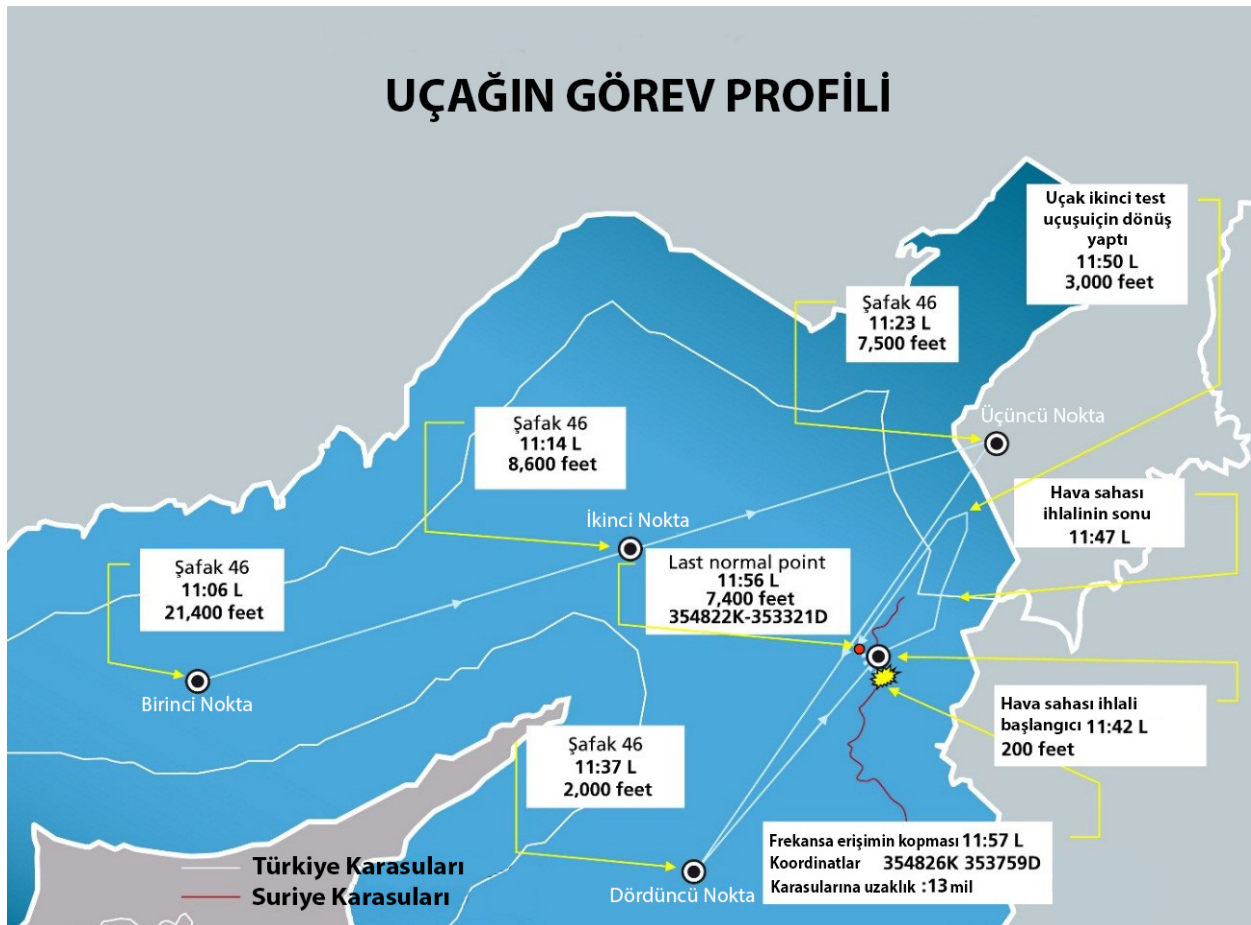 UÇAĞIN GÖREV PROFİLİ
Uçak ikinci test
uçuşuiçin dönüş
yaptı
11:50 L
3,000 feet
Şafak 46
11:23 L
7,500 feet
Üçüncü Nokta
Şafak 46
11:14 L
8,600 feet
Hava sahası
ihlalinin sonu
11:47 L
İkinci Nokta
Last normal point
11:56 L
7,400 feet
354822K-353321D
Şafak 46
11:06 L
21,400 feet
Birinci Nokta
Hava sahası ihlali
başlangıcı 11:42 L
200 feet
Şafak 46
11:37 L
2,000 feet
Frekansa erişimin kopması 11:57 L
Koordinatlar 354826K 353759D
Karasularına uzaklık :13 mil
Dördüncü Nokta
Türkiye Karasuları
Suriye Karasuları